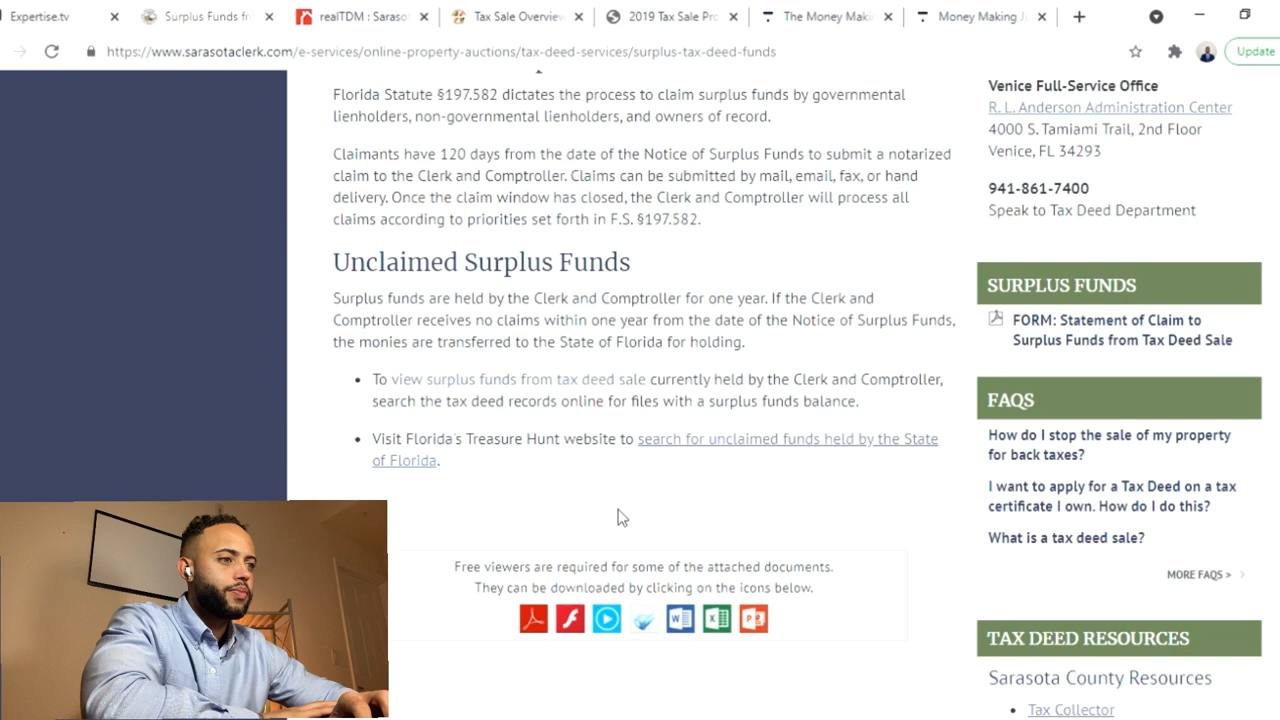 Expertise.tv
Surplus Funds fr
realTDM : Saraso
Tax Sale Overview
2019 Tax Sale Pro
The Money Maki
Money Making Ji
https://www.sarasotaclerk.com/e-services/online-property-auctions/tax-deed-services/surplus-tax-deed-funds
Update
Florida Statute §197.582 dictates the process to claim surplus funds by governmental
lienholders, non-governmental lienholders, and owners of record.
Claimants have 120 days from the date of the Notice of Surplus Funds to submit a notarized
claim to the Clerk and Comptroller. Claims can be submitted by mail, email, fax, or hand
delivery. Once the claim window has closed, the Clerk and Comptroller will process all
claims according to priorities set forth in F.S. §197.582.
Unclaimed Surplus Funds
Surplus funds are held by the Clerk and Comptroller for one year. If the Clerk and
Comptroller receives no claims within one year from the date of the Notice of Surplus Funds,
the monies are transferred to the State of Florida for holding.
• To view surplus funds from tax deed sale currently held by the Clerk and Comptroller,
search the tax deed records online for files with a surplus funds balance.
• Visit Florida's Treasure Hunt website to search for unclaimed funds held by the State
of Florida.
Free viewers are required for some of the attached documents.
They can be downloaded by clicking on the icons below.
Venice Full-Service Office
R. L. Anderson Administration Center
4000 S. Tamiami Trail, 2nd Floor
Venice, FL 34293
941-861-7400
Speak to Tax Deed Department
SURPLUS FUNDS
FORM: Statement of Claim to
Surplus Funds from Tax Deed Sale
FAQS
How do I stop the sale of my property
for back taxes?
I want to apply for a Tax Deed on a tax
certificate I own. How do I do this?
What is a tax deed sale?
MORE FAQS >
TAX DEED RESOURCES
Sarasota County Resources
• Tax Collector